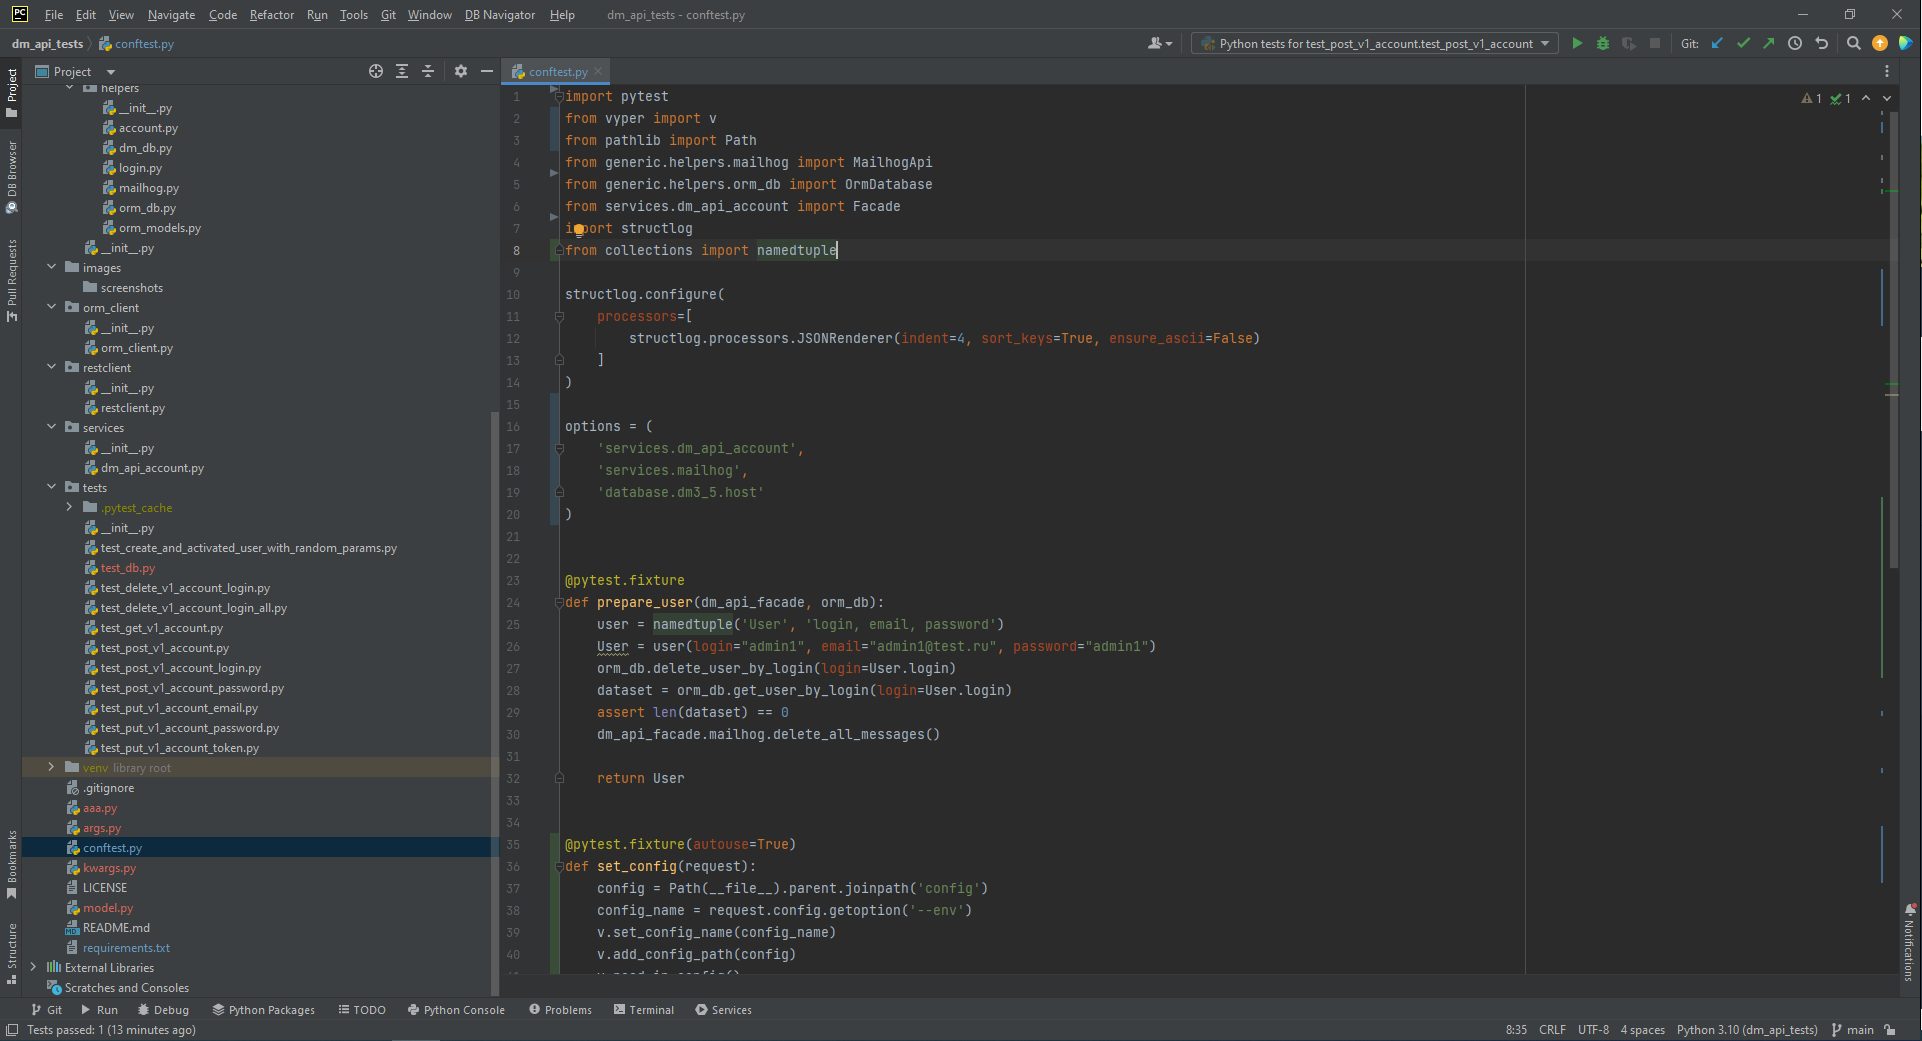 PC File Edit View Navigate Code Refactor Run Tools Git Window DB Navigator Help dm_api_tests - conftest.py
dm_api_tests conftest.py Python tests for test_post_v1_account.test_post_v1_account Git:
Project
conftest.py
Project
DB Browser
Pull Requests
Bookmarks
Structure
helpers
__init__.py
account.py
dm_db.py
login.py
mailhog.py
orm_db.py
orm_models.py
__init__.py
images
screenshots
orm_client
__init__.py
orm_client.py
restclient
__init__.py
restclient.py
services
__init__.py
dm_api_account.py
tests
.pytest_cache
__init__.py
test_create_and_activated_user_with_random_params.py
test_db.py
test_delete_v1_account_login.py
test_delete_v1_account_login_all.py
test_get_v1_account.py
test_post_v1_account.py
test_post_v1_account_login.py
test_post_v1_account_password.py
test_put_v1_account_email.py
test_put_v1_account_password.py
test_put_v1_account_token.py
venv library root
.gitignore
aaa.py
args.py
conftest.py
kwargs.py
LICENSE
model.py
README.md
requirements.txt
External Libraries
Scratches and Consoles
1 import pytest
2 from vyper import v
3 from pathlib import Path
4 from generic.helpers.mailhog import MailhogApi
5 from generic.helpers.orm_db import OrmDatabase
6 from services.dm_api_account import Facade
7 import structlog
8 from collections import namedtuple
9
10 structlog.configure(
11     processors=[
12         structlog.processors.JSONRenderer(indent=4, sort_keys=True, ensure_ascii=False)
13     ]
14 )
15
16 options = (
17     'services.dm_api_account',
18     'services.mailhog',
19     'database.dm3_5.host'
20 )
21
22
23 @pytest.fixture
24 def prepare_user(dm_api_facade, orm_db):
25     user = namedtuple('User', 'login, email, password')
26     User = user(login="admin1", email="admin1@test.ru", password="admin1")
27     orm_db.delete_user_by_login(login=User.login)
28     dataset = orm_db.get_user_by_login(login=User.login)
29     assert len(dataset) == 0
30     dm_api_facade.mailhog.delete_all_messages()
31
32     return User
33
34
35 @pytest.fixture(autouse=True)
36 def set_config(request):
37     config = Path(__file__).parent.joinpath('config')
38     config_name = request.config.getoption('--env')
39     v.set_config_name(config_name)
40     v.add_config_path(config)
1 1
Notifications
Git Run Debug Python Packages TODO Python Console Problems Terminal Services
Tests passed: 1 (13 minutes ago) 8:35 CRLF UTF-8 4 spaces Python 3.10 (dm_api_tests) main